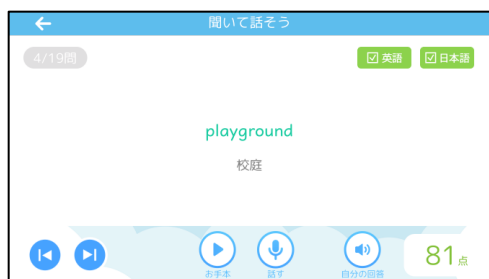 聞いて話そう
4/19問
英語 日本語
playground
校庭
お手本 話す 自分の回答
81点